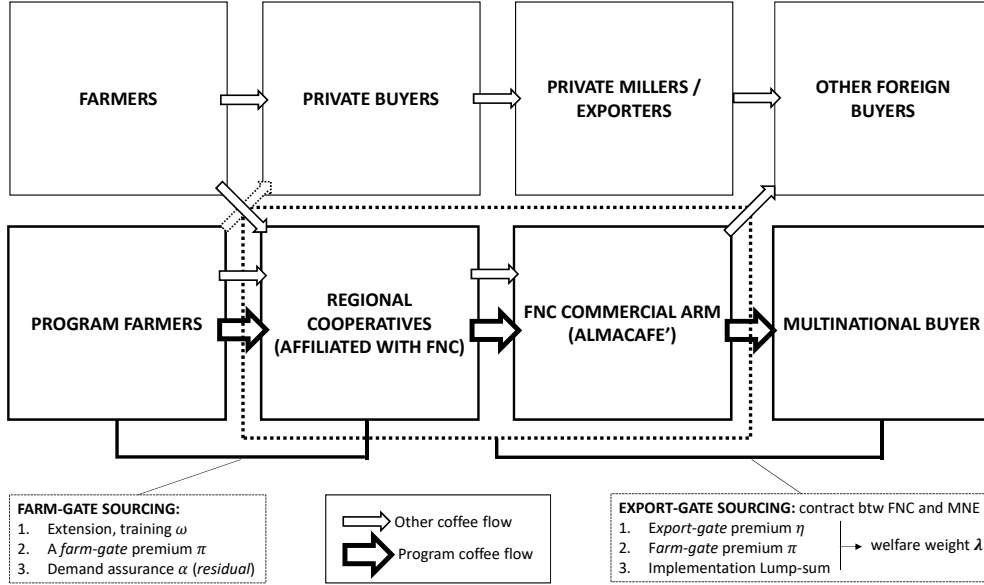 FARMERS
PRIVATE BUYERS
PRIVATE MILLERS /
EXPORTERS
OTHER FOREIGN
BUYERS
PROGRAM FARMERS
REGIONAL
COOPERATIVES
(AFFILIATED WITH FNC)
FNC COMMERCIAL ARM
(ALMACAFE')
MULTINATIONAL BUYER
FARM-GATE SOURCING:
1. Extension, training ω
2. A farm-gate premium π
3. Demand assurance α (residual)
Other coffee flow
Program coffee flow
EXPORT-GATE SOURCING: contract btw FNC and MNE
1. Export-gate premium η
2. Farm-gate premium π
3. Implementation Lump-sum
welfare weight λ